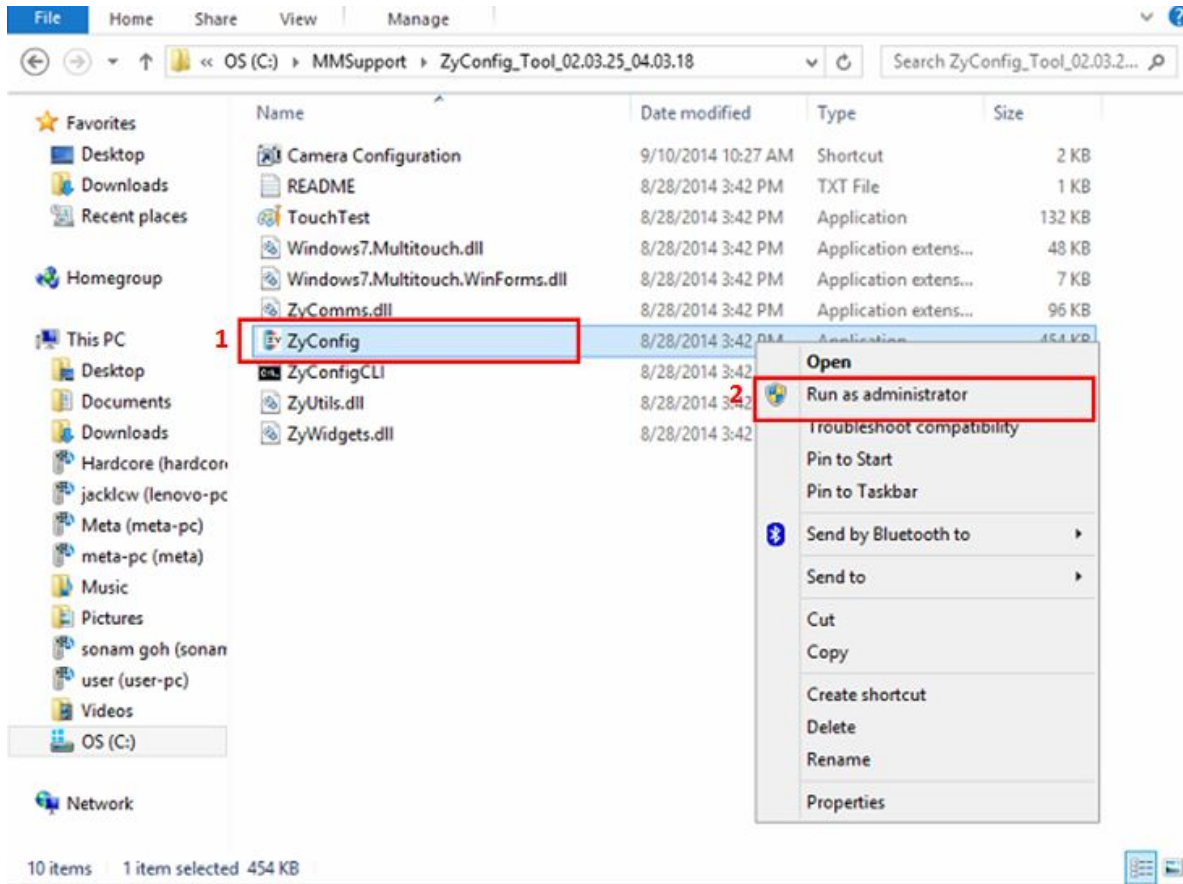 File Home Share View Manage
« OS (C:) MMSupport ZyConfig_Tool_02.03.25_04.03.18 Search ZyConfig_Tool_02.03.2...
Name Date modified Type Size
Favorites
Desktop
Downloads
Recent places
Homegroup
This PC
Desktop
Documents
Downloads
Hardcore (hardcor
jacklcw (lenovo-pc
Meta (meta-pc)
meta-pc (meta)
Music
Pictures
sonam goh (sonam
user (user-pc)
Videos
OS (C:)
Network
Camera Configuration 9/10/2014 10:27 AM Shortcut 2 KB
README 8/28/2014 3:42 PM TXT File 1 KB
TouchTest 8/28/2014 3:42 PM Application 132 KB
Windows7.Multitouch.dll 8/28/2014 3:42 PM Application extens... 48 KB
Windows7.Multitouch.WinForms.dll 8/28/2014 3:42 PM Application extens... 7 KB
ZyComms.dll 8/28/2014 3:42 PM Application extens... 96 KB
1 ZyConfig 8/28/2014 3:42 PM Application 454 KB
ZyConfigCLI 8/28/2014 3:42
ZyUtils.dll 8/28/2014 3:42
ZyWidgets.dll 8/28/2014 3:42
Open
2 Run as administrator
Troubleshoot compatibility
Pin to Start
Pin to Taskbar
Send by Bluetooth to
Send to
Cut
Copy
Create shortcut
Delete
Rename
Properties
10 items 1 item selected 454 KB